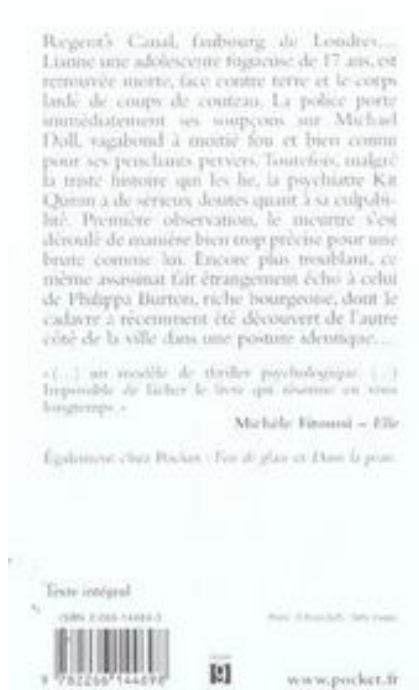 Regent's Canal, faubourg de Londres...
Lianne une adolescente fugueuse de 17 ans, est
retrouvée morte, face contre terre et le corps
lardé de coups de couteau. La police porte
immédiatement ses soupçons sur Michael
Doll, vagabond à moitié fou et bien connu
pour ses penchants pervers. Toutefois, malgré
la triste histoire qui les lie, la psychiatre Kit
Quinn a de sérieux doutes quant à sa culpabi-
lité. Première observation, le meurtre s'est
déroulé de manière bien trop précise pour une
brute comme lui. Encore plus troublant, ce
même assassinat fait étrangement écho à celui
de Philippa Burton, riche bourgeoise, dont le
cadavre a récemment été découvert de l'autre
côté de la ville dans une posture identique...
« (...) un modèle de thriller psychologique. (...)
Impossible de lâcher le livre qui résonne en vous
longtemps. »
Michèle Fitoussi – Elle
Également chez Pocket : Feu de glace et Dans la peau.
Texte intégral
ISBN 2-266-14469-
9 782266 144698
www.pocket.fr